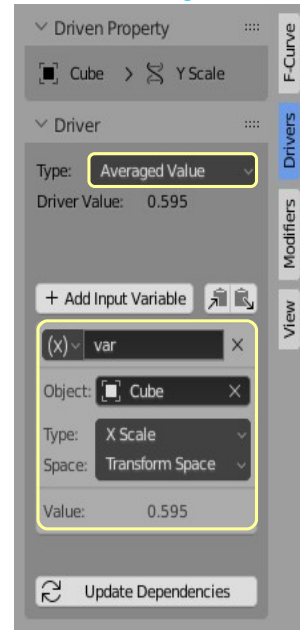 Driven Property
Cube > Y Scale
Driver
Type: Averaged Value
Driver Value: 0.595
+ Add Input Variable
(x) var ×
Object: Cube ×
Type: X Scale
Space: Transform Space
Value: 0.595
Update Dependencies
F-Curve
Drivers
Modifiers
View